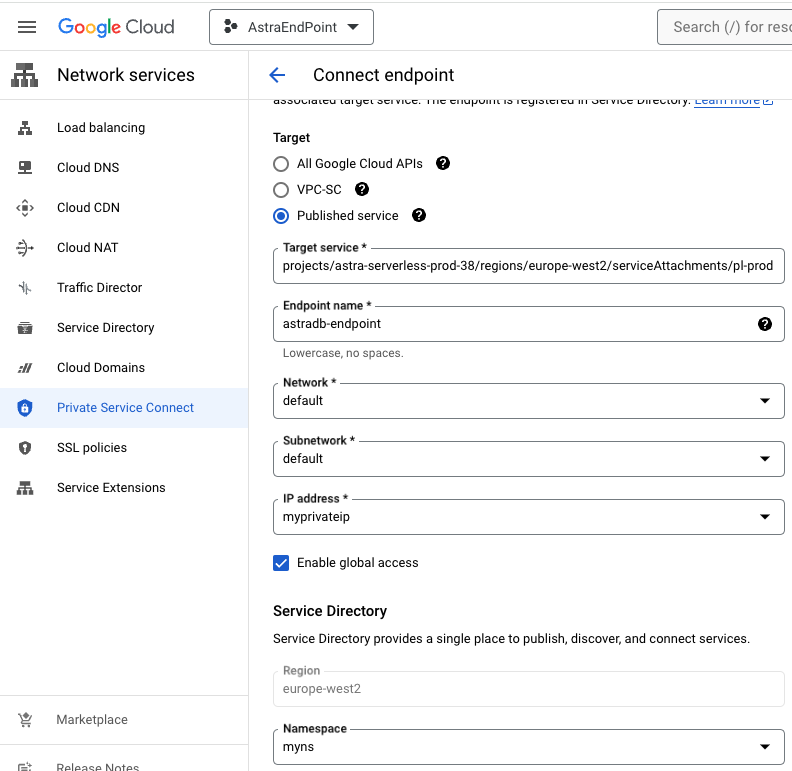 Google Cloud
AstraEndPoint
Search (/) for reso
Network services
Connect endpoint
associated target service. The endpoint is registered in Service Directory. Learn more
Load balancing
Cloud DNS
Cloud CDN
Cloud NAT
Traffic Director
Service Directory
Cloud Domains
Private Service Connect
SSL policies
Service Extensions
Marketplace
Release Notes
Target
All Google Cloud APIs ?
VPC-SC ?
Published service ?
Target service *
projects/astra-serverless-prod-38/regions/europe-west2/serviceAttachments/pl-prod
Endpoint name *
astradb-endpoint ?
Lowercase, no spaces.
Network *
default
Subnetwork *
default
IP address *
myprivateip
Enable global access
Service Directory
Service Directory provides a single place to publish, discover, and connect services.
Region
europe-west2
Namespace
myns